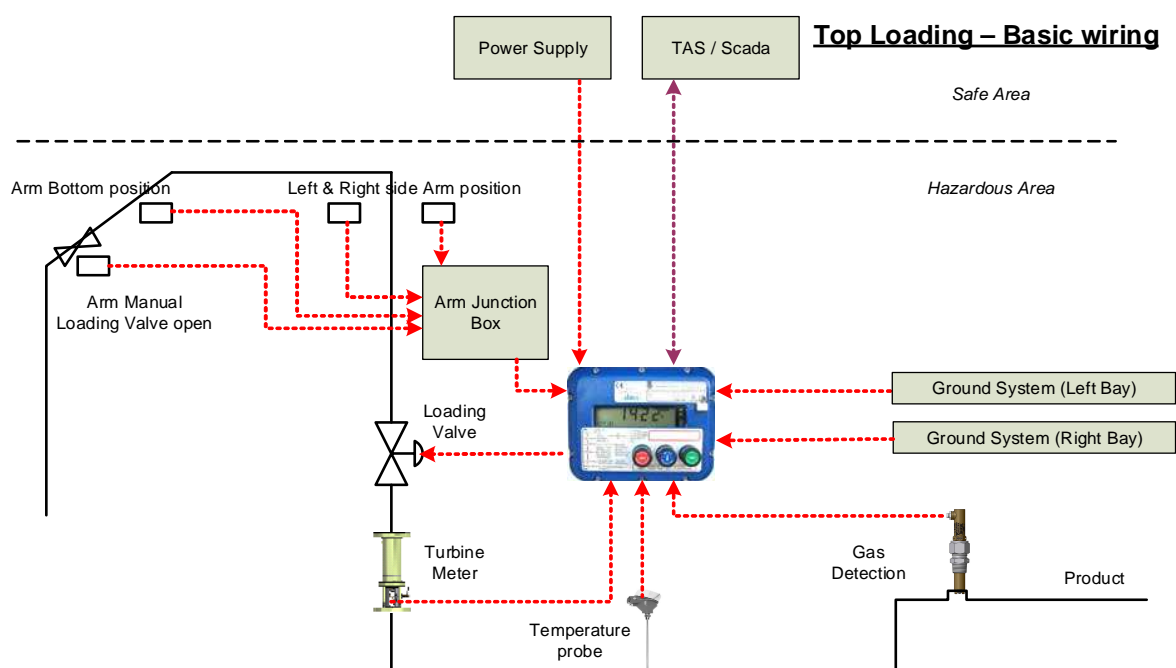 Top Loading – Basic wiring
Power Supply
TAS / Scada
Safe Area
Hazardous Area
Arm Bottom position
Left & Right side Arm position
Arm Manual
Loading Valve open
Arm Junction
Box
1422
Ground System (Left Bay)
Ground System (Right Bay)
Loading
Valve
Turbine
Meter
Temperature
probe
Gas
Detection
Product